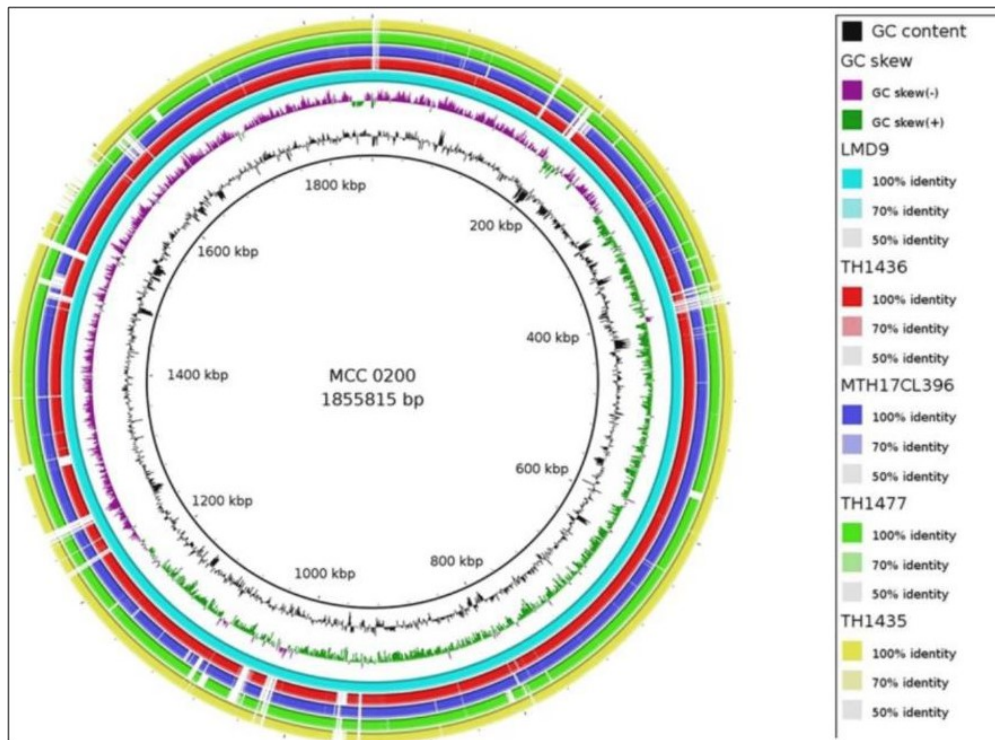 1800 kbp
200 kbp
1600 kbp
400 kbp
1400 kbp
MCC 0200
1855815 bp
600 kbp
1200 kbp
800 kbp
1000 kbp
GC content
GC skew
GC skew(-)
GC skew(+)
LMD9
100% identity
70% identity
50% identity
TH1436
100% identity
70% identity
50% identity
MTH17CL396
100% identity
70% identity
50% identity
TH1477
100% identity
70% identity
50% identity
TH1435
100% identity
70% identity
50% identity